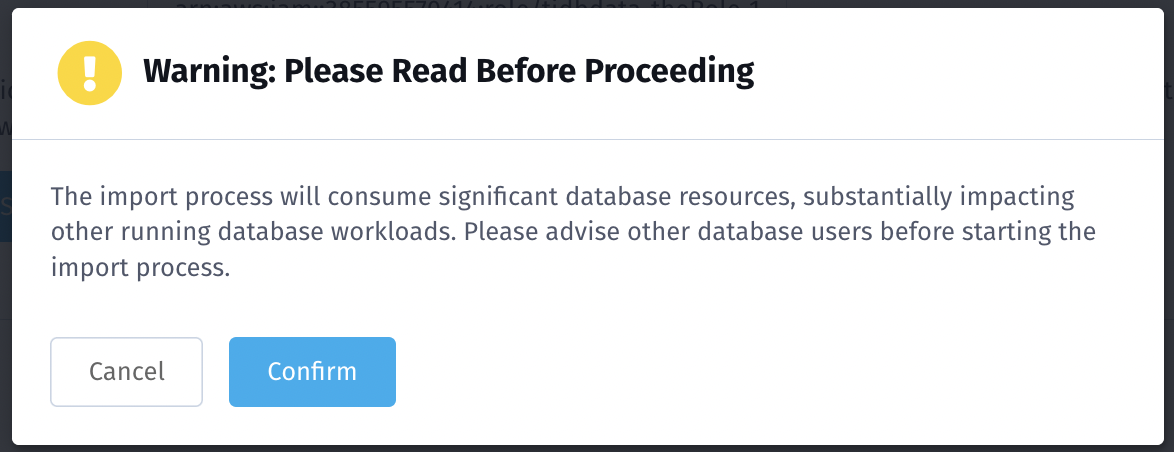 Warning: Please Read Before Proceeding
The import process will consume significant database resources, substantially impacting
other running database workloads. Please advise other database users before starting the
import process.
Cancel
Confirm